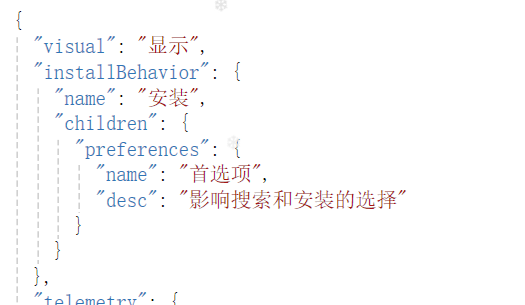 {
"visual": "显示",
"installBehavior": {
"name": "安装",
"children": {
"preferences": {
"name": "首选项",
"desc": "影响搜索和安装的选择"
}
}
},
"telemetry": {